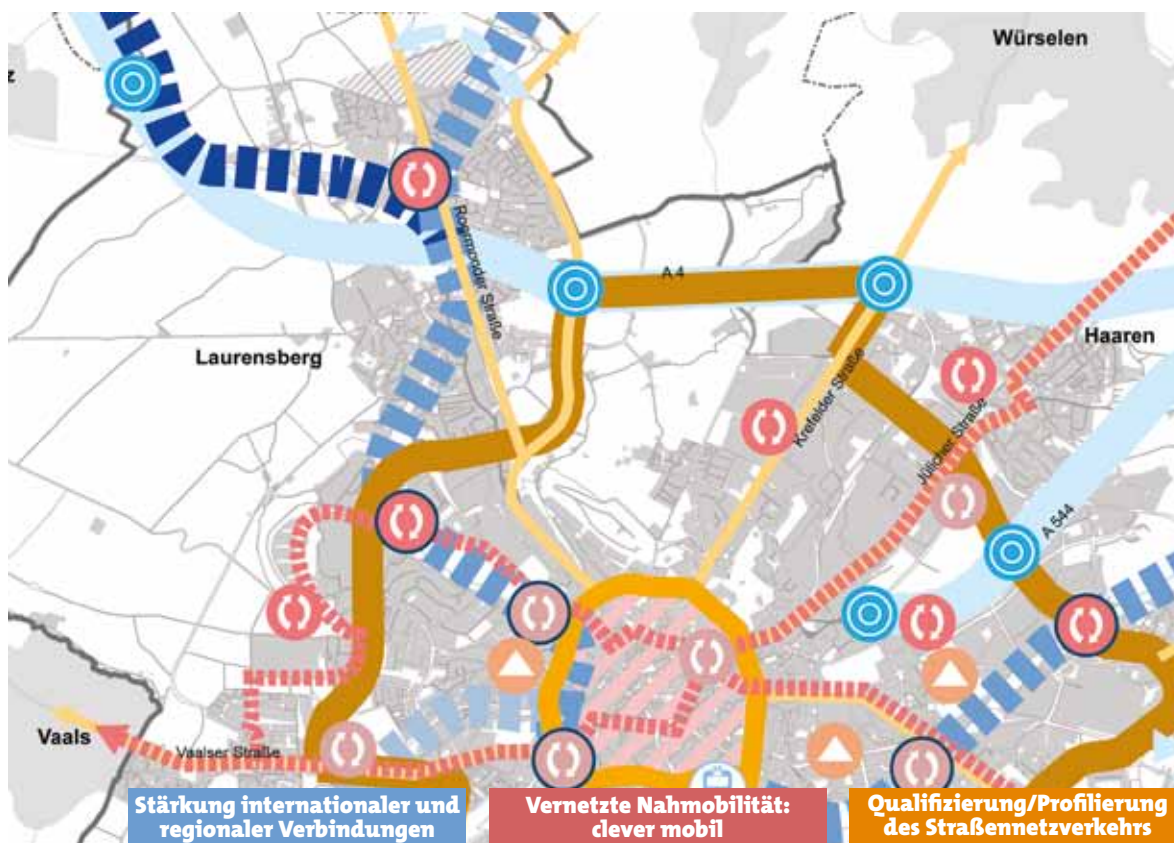 Würselen
z
Roermonder Straße
A 4
Laurensberg
Haaren
Krefelder Straße
Jülicher Straße
A 544
Vaals
Vaalser Straße
Stärkung internationaler und
regionaler Verbindungen
Vernetzte Nahmobilität:
clever mobil
Qualifizierung/Profilierung
des Straßennetzverkehrs